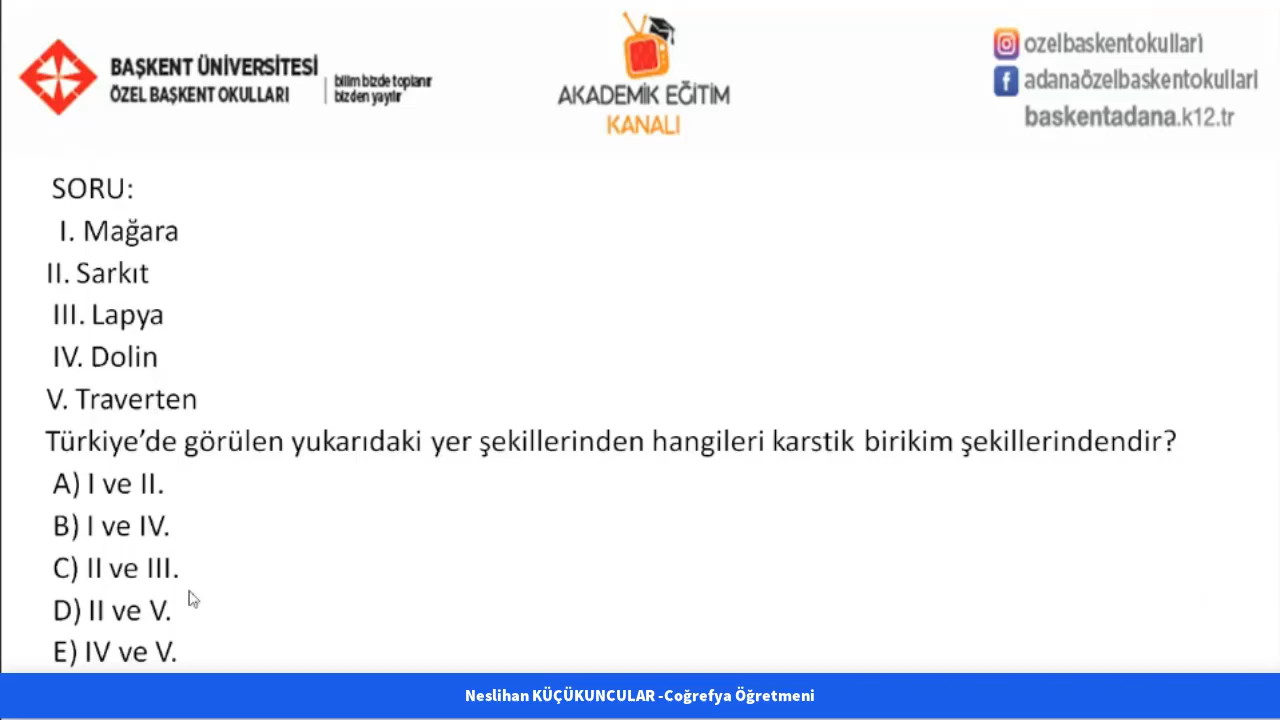 BAŞKENT ÜNİVERSİTESİ
ÖZEL BAŞKENT OKULLARI
bilim bizde toplanır
bizden yayılır
AKADEMİK EĞİTİM
KANALI
ozelbaskentokullari
adanaözelbaskentokullari
baskentadana.k12.tr
SORU:
I. Mağara
II. Sarkıt
III. Lapya
IV. Dolin
V. Traverten
Türkiye’de görülen yukarıdaki yer şekillerinden hangileri karstik birikim şekillerindendir?
A) I ve II.
B) I ve IV.
C) II ve III.
D) II ve V.
E) IV ve V.
Neslihan KÜÇÜKUNCULAR -Coğrefya Öğretmeni